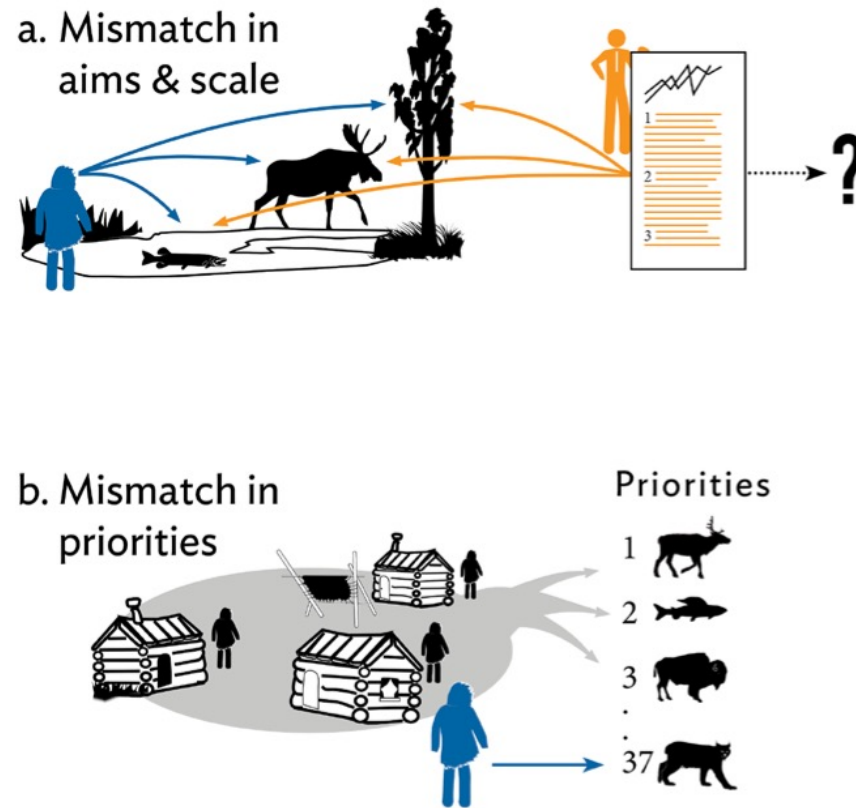 a. Mismatch in
aims & scale
1
2
3
?
b. Mismatch in
priorities
Priorities
1
2
3
.
.
37